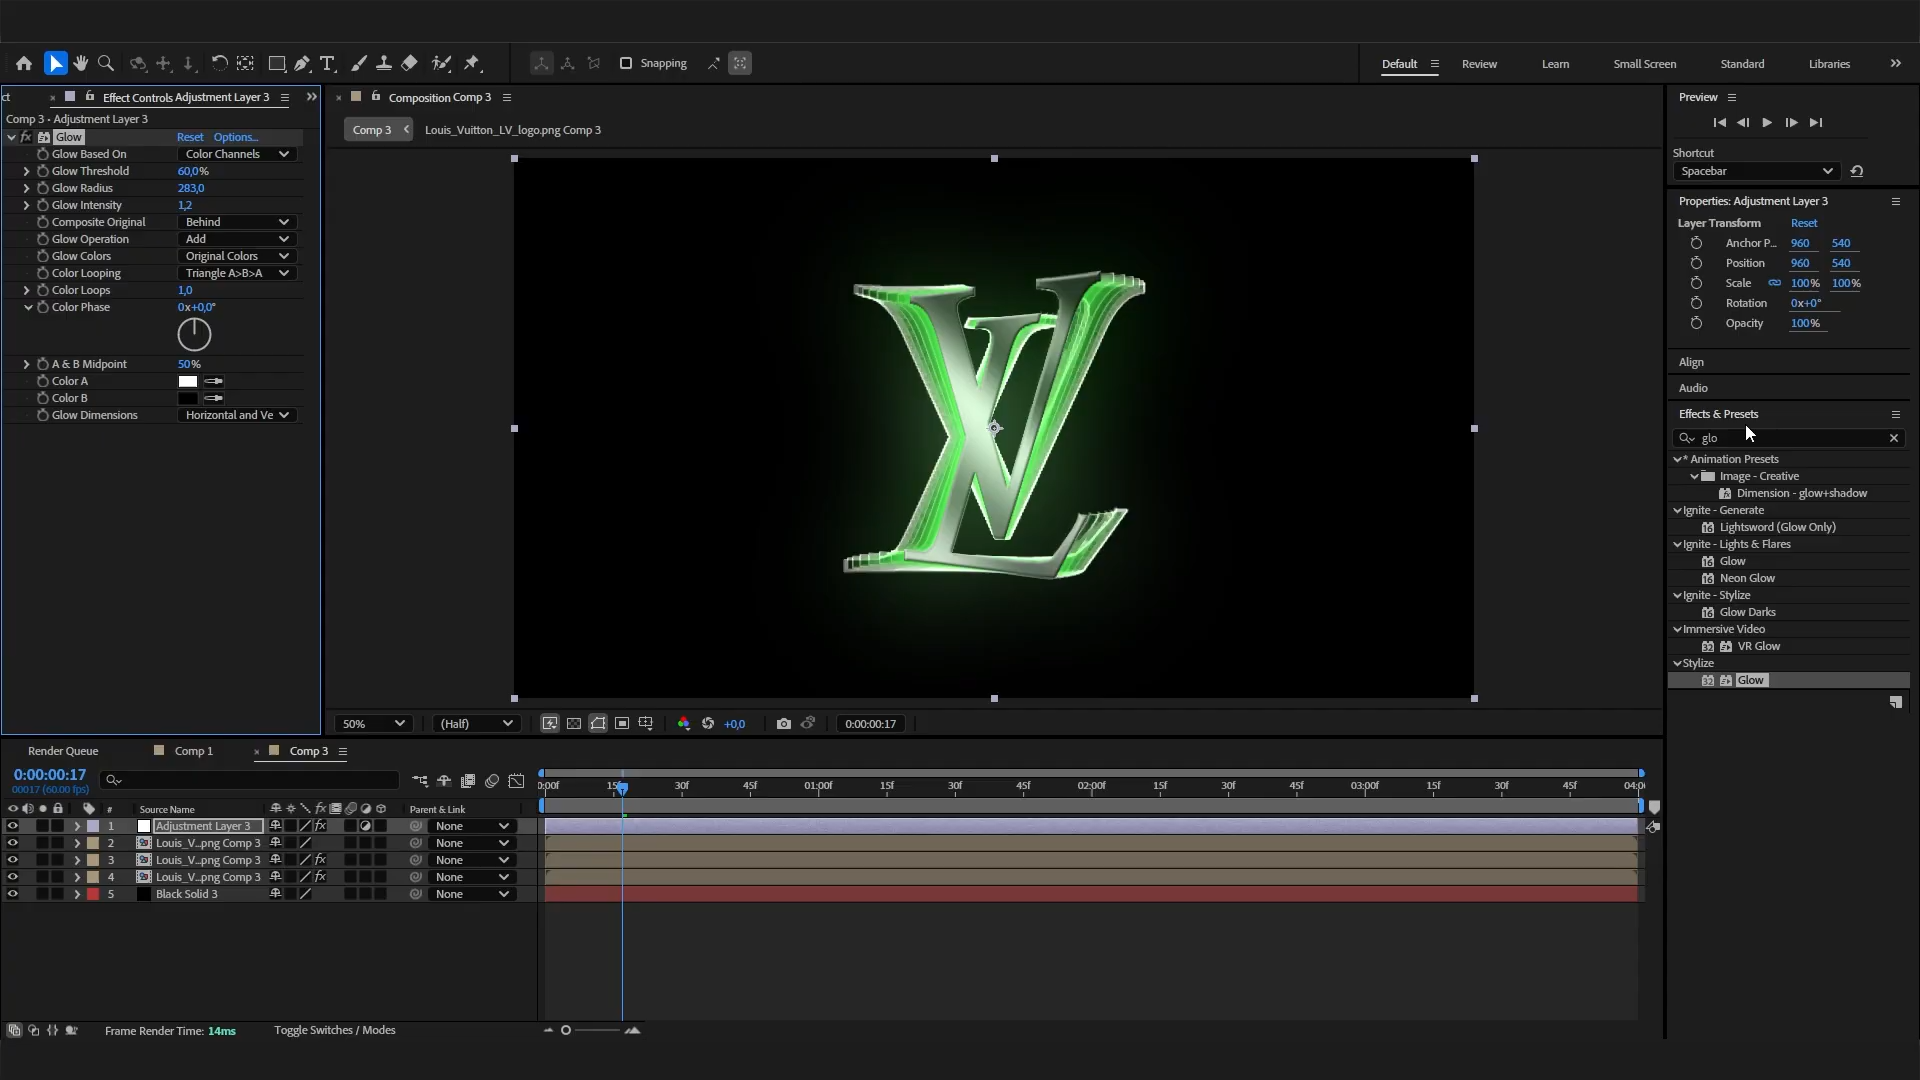 Snapping
Default
Review
Learn
Small Screen
Standard
Libraries
ct
Effect Controls Adjustment Layer 3
Comp 3 • Adjustment Layer 3
fx Glow Reset Options...
Glow Based On Color Channels
Glow Threshold 60,0%
Glow Radius 283,0
Glow Intensity 1,2
Composite Original Behind
Glow Operation Add
Glow Colors Original Colors
Color Looping Triangle A>B>A
Color Loops 1,0
Color Phase 0x+0,0°
A & B Midpoint 50%
Color A
Color B
Glow Dimensions Horizontal and Ve
Composition Comp 3
Comp 3 Louis_Vuitton_LV_logo.png Comp 3
50% (Half) +0,0 0:00:00:17
Preview
Shortcut
Spacebar
Properties: Adjustment Layer 3
Layer Transform Reset
Anchor P... 960 540
Position 960 540
Scale 100% 100%
Rotation 0x+0°
Opacity 100%
Align
Audio
Effects & Presets
glo
* Animation Presets
Image - Creative
Dimension - glow+shadow
Ignite - Generate
Lightsword (Glow Only)
Ignite - Lights & Flares
Glow
Neon Glow
Ignite - Stylize
Glow Darks
Immersive Video
VR Glow
Stylize
Glow
Render Queue Comp 1 Comp 3
0:00:00:17
00017 (60.00 fps)
0:00f 15f 30f 45f 01:00f 15f 30f 45f 02:00f 15f 30f 45f 03:00f 15f 30f 45f 04:0
# Source Name fx Parent & Link
1 Adjustment Layer 3 fx None
2 Louis_V...png Comp 3 None
3 Louis_V...png Comp 3 fx None
4 Louis_V...png Comp 3 fx None
5 Black Solid 3 None
Frame Render Time: 14ms Toggle Switches / Modes